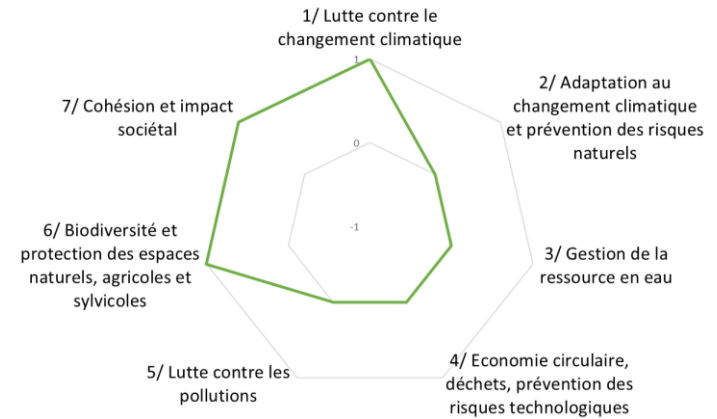 1/ Lutte contre le
changement climatique
1
2/ Adaptation au
changement climatique
et prévention des risques
naturels
7/ Cohésion et impact
sociétal
0
-1
6/ Biodiversité et
protection des espaces
naturels, agricoles et
sylvicoles
3/ Gestion de la
ressource en eau
5/ Lutte contre les
pollutions
4/ Economie circulaire,
déchets, prévention des
risques technologiques